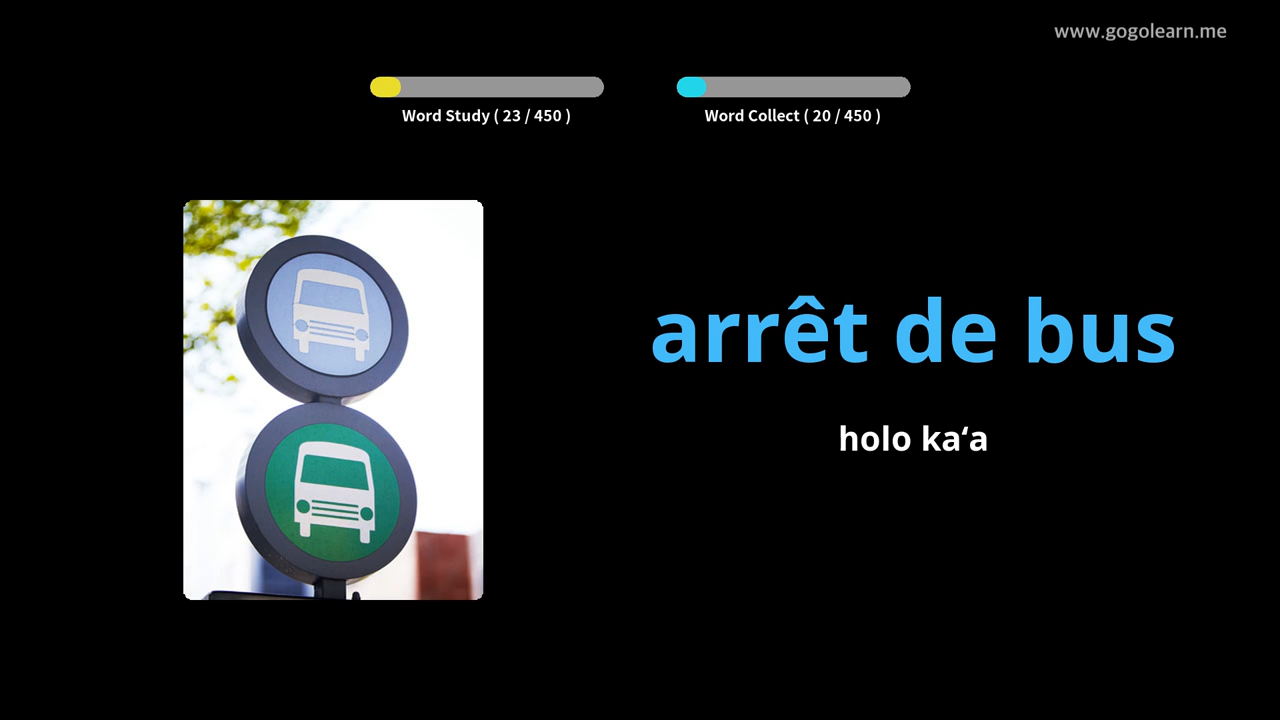 www.gogolearn.me
Word Study ( 23 / 450 )
Word Collect ( 20 / 450 )
arrêt de bus
holo kaʻa